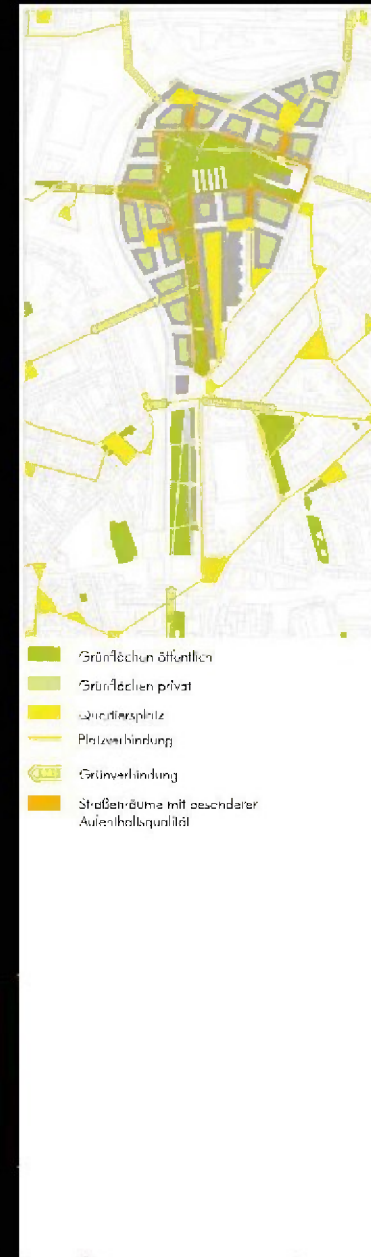 Grünflächen öffentlich
Grünflächen privat
Quartiersplatz
Platzverbindung
Grünverbindung
Straßenräume mit besonderer
Aufenthaltsqualität